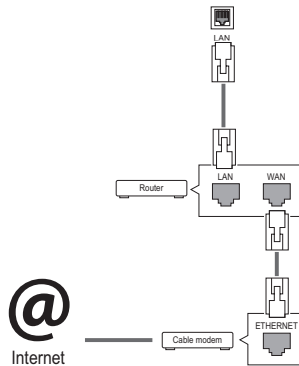 LAN
LAN
WAN
Router
ETHERNET
@
Cable modem
Internet